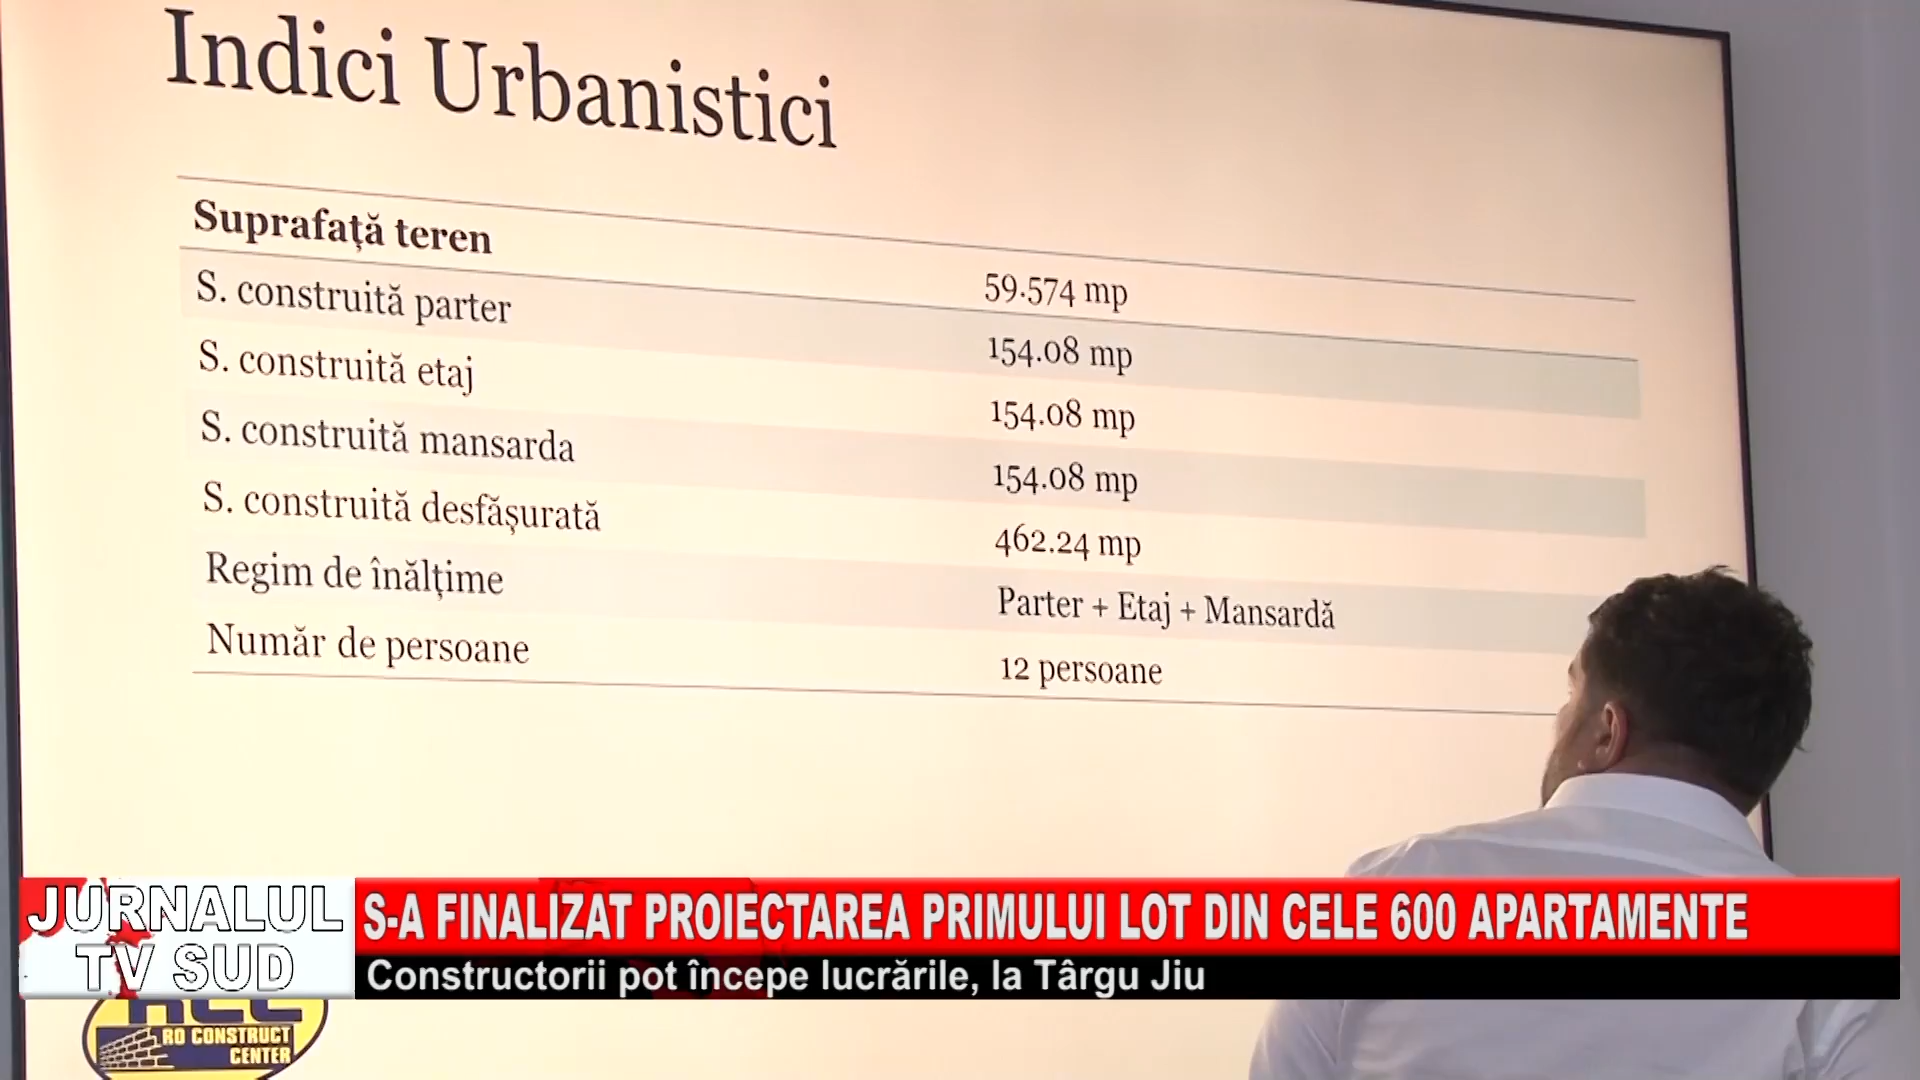 Indici Urbanistici
Suprafață teren
59.574 mp
S. construită parter
154.08 mp
S. construită etaj
154.08 mp
S. construită mansarda
154.08 mp
S. construită desfășurată
462.24 mp
Regim de înălțime
Parter + Etaj + Mansardă
Număr de persoane
12 persoane
JURNALUL
TV SUD
S-A FINALIZAT PROIECTAREA PRIMULUI LOT DIN CELE 600 APARTAMENTE
Constructorii pot începe lucrările, la Târgu Jiu
RO CONSTRUCT
CENTER